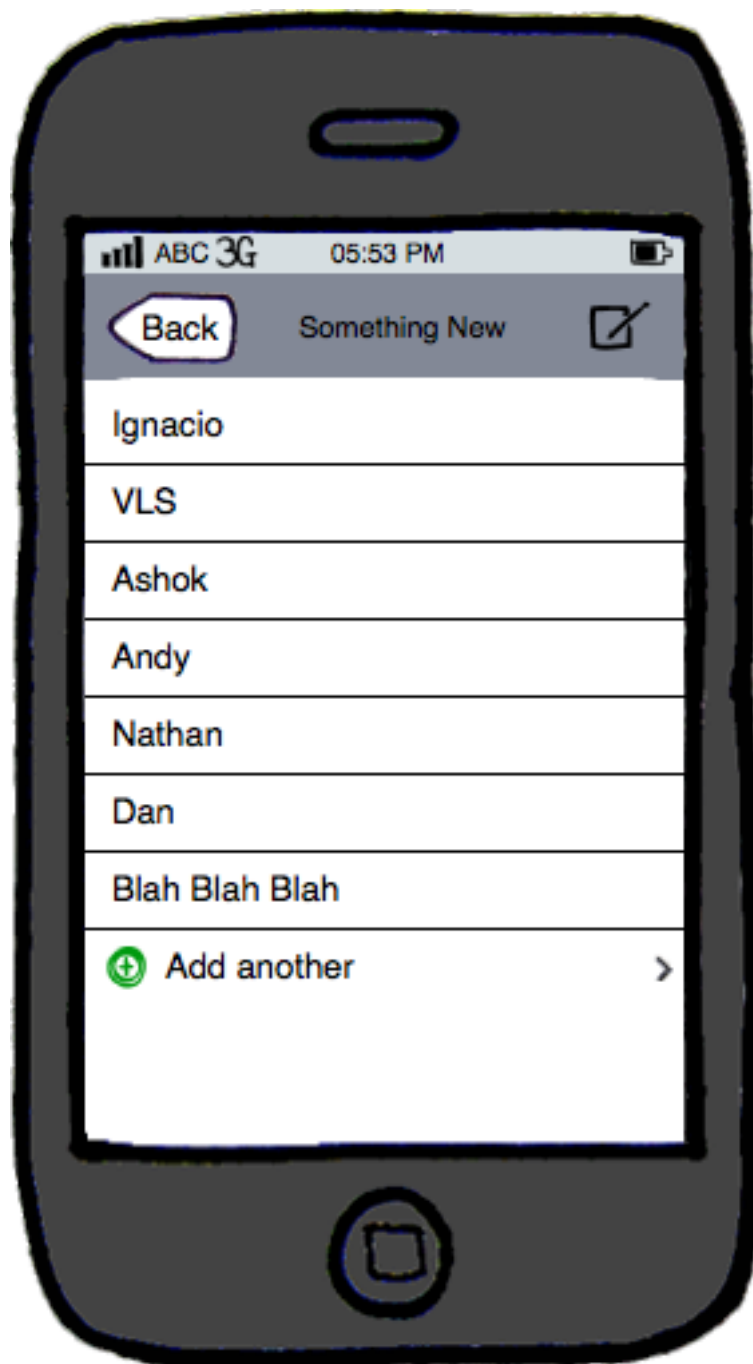 ABC 3G 05:53 PM
Back Something New
Ignacio
VLS
Ashok
Andy
Nathan
Dan
Blah Blah Blah
Add another